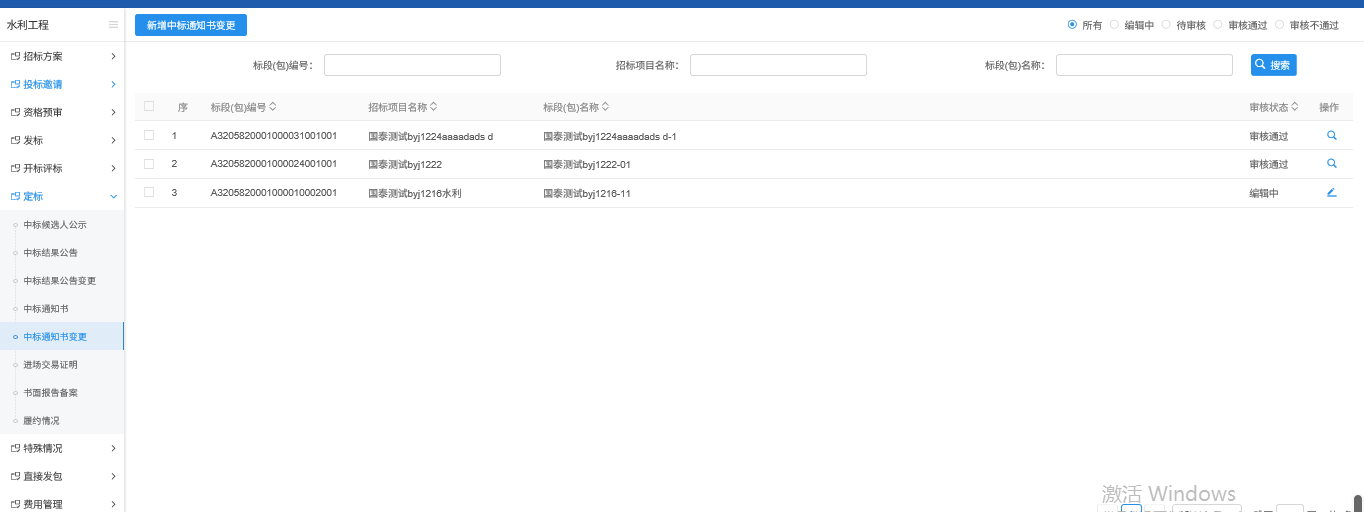 水利工程
新增中标通知书变更
所有 编辑中 待审核 审核通过 审核不通过
招标方案
投标邀请
资格预审
发标
开标评标
定标
中标候选人公示
中标结果公告
中标结果公告变更
中标通知书
中标通知书变更
进场交易证明
书面报告备案
履约情况
特殊情况
直接发包
费用管理
标段(包)编号： 招标项目名称： 标段(包)名称： 搜索
序 标段(包)编号 招标项目名称 标段(包)名称 审核状态 操作
1 A3205820001000031001001 国泰测试byj1224aaaadads d 国泰测试byj1224aaaadads d-1 审核通过
2 A3205820001000024001001 国泰测试byj1222 国泰测试byj1222-01 审核通过
3 A3205820001000010002001 国泰测试byj1216水利 国泰测试byj1216-11 编辑中
激活 Windows